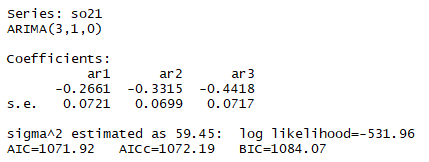 Series: so21
ARIMA(3,1,0)
Coefficients:
ar1 ar2 ar3
-0.2661 -0.3315 -0.4418
s.e. 0.0721 0.0699 0.0717
sigma^2 estimated as 59.45: log likelihood=-531.96
AIC=1071.92 AICc=1072.19 BIC=1084.07